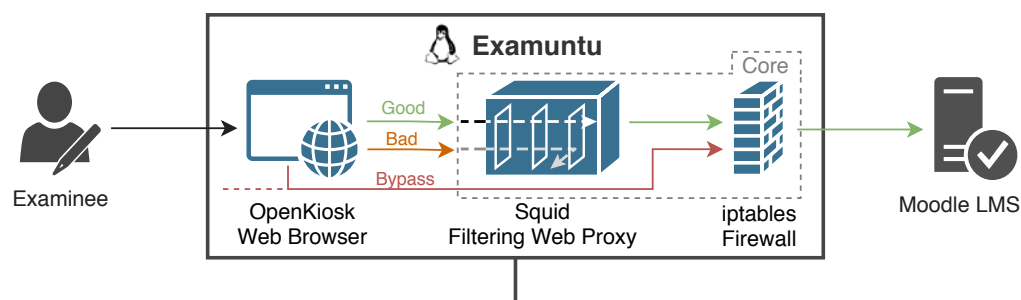 Examuntu
Core
Good
Bad
Bypass
Examinee
OpenKiosk
Web Browser
Squid
Filtering Web Proxy
iptables
Firewall
Moodle LMS